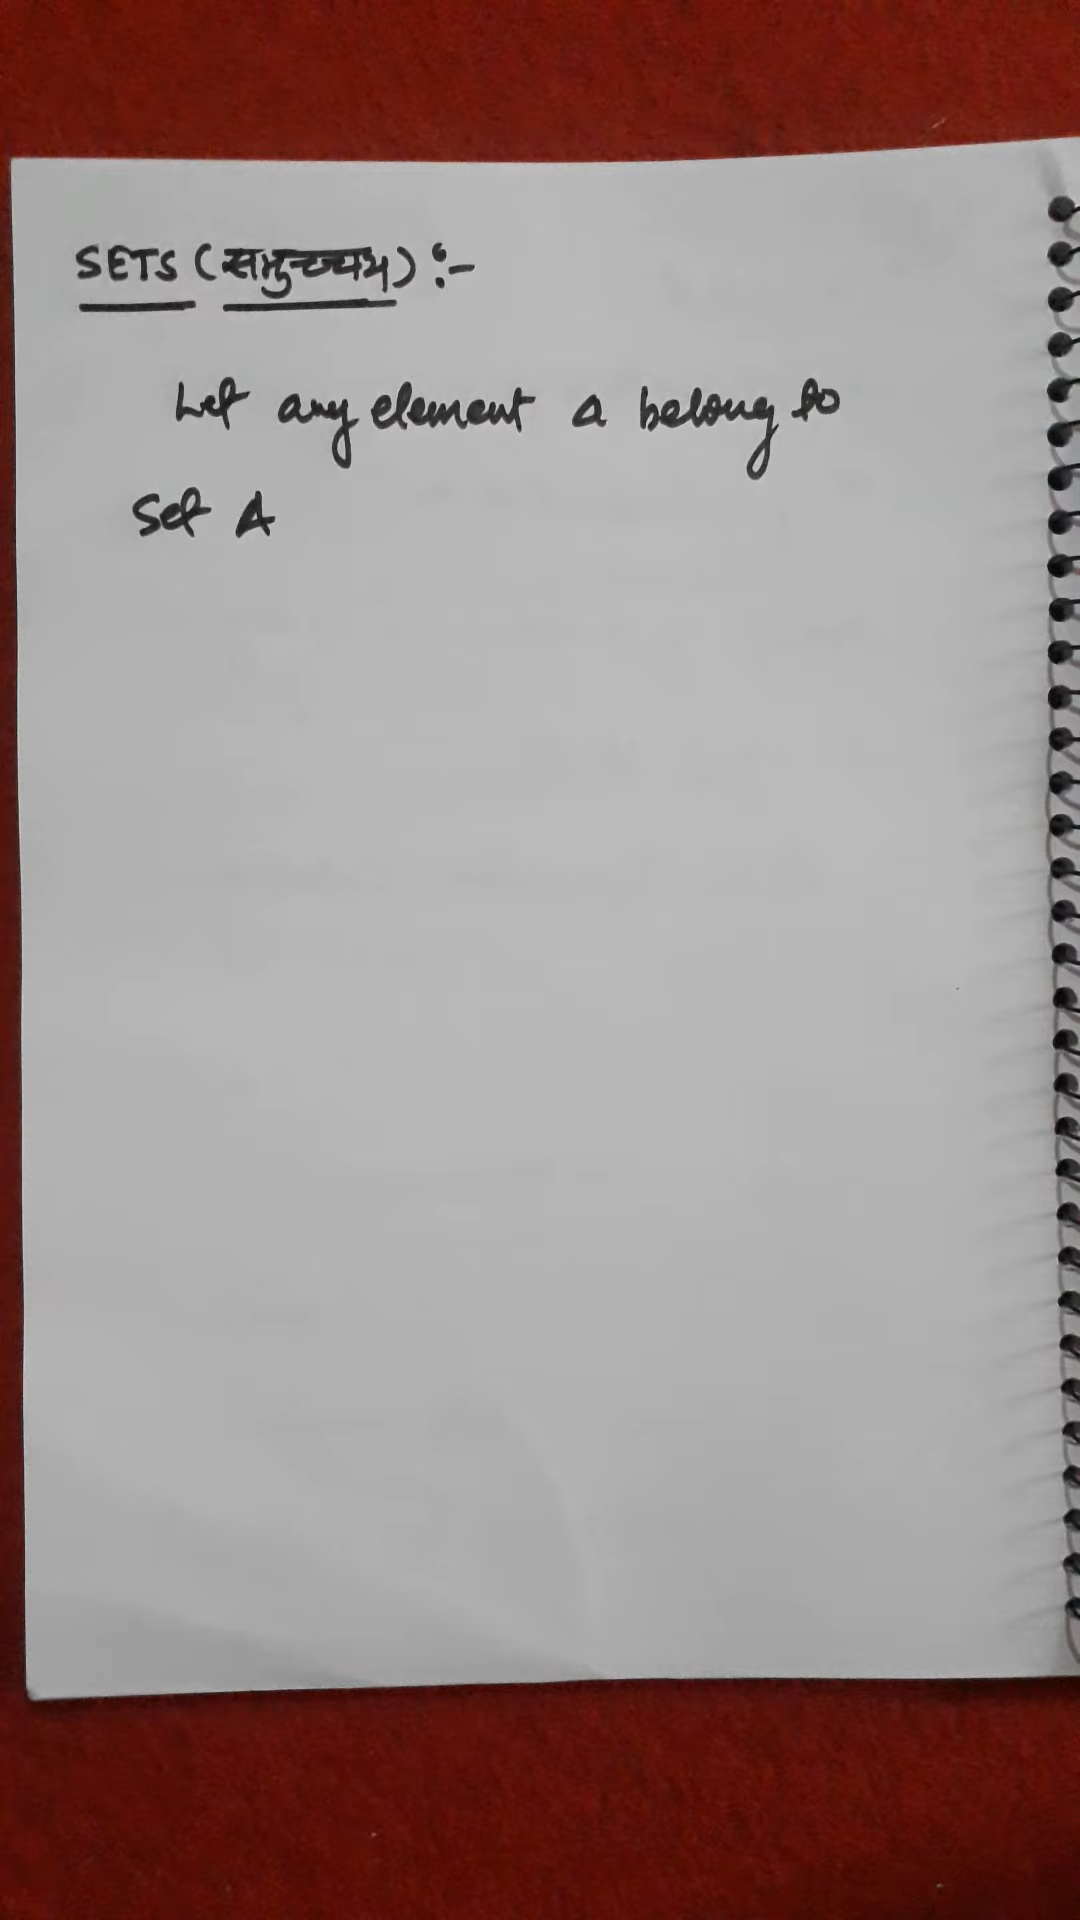 SETS (समुच्चय) :-
Let any element a belong to
Set A